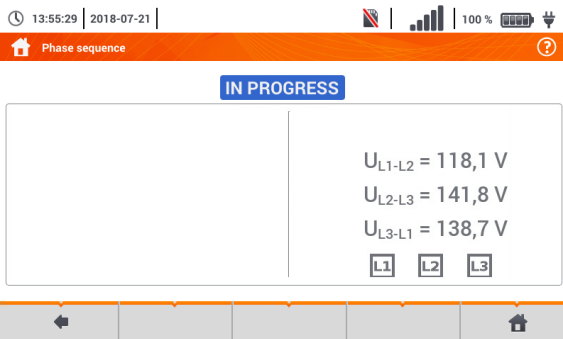 13:55:29 2018-07-21 100 %
Phase sequence ?
IN PROGRESS
UL1-L2 = 118,1 V
UL2-L3 = 141,8 V
UL3-L1 = 138,7 V
L1 L2 L3